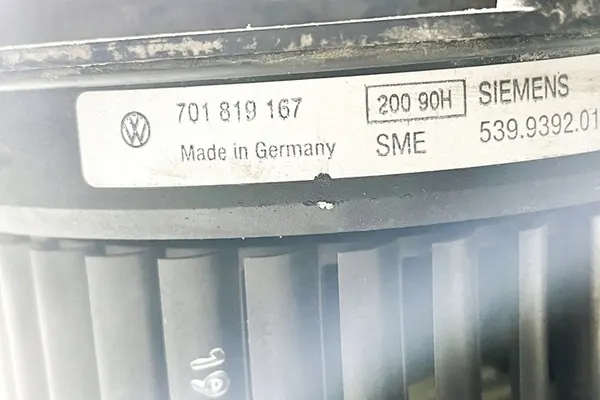 701 819 167
Made in Germany
200 90H
SME
SIEMENS
539.9392.01